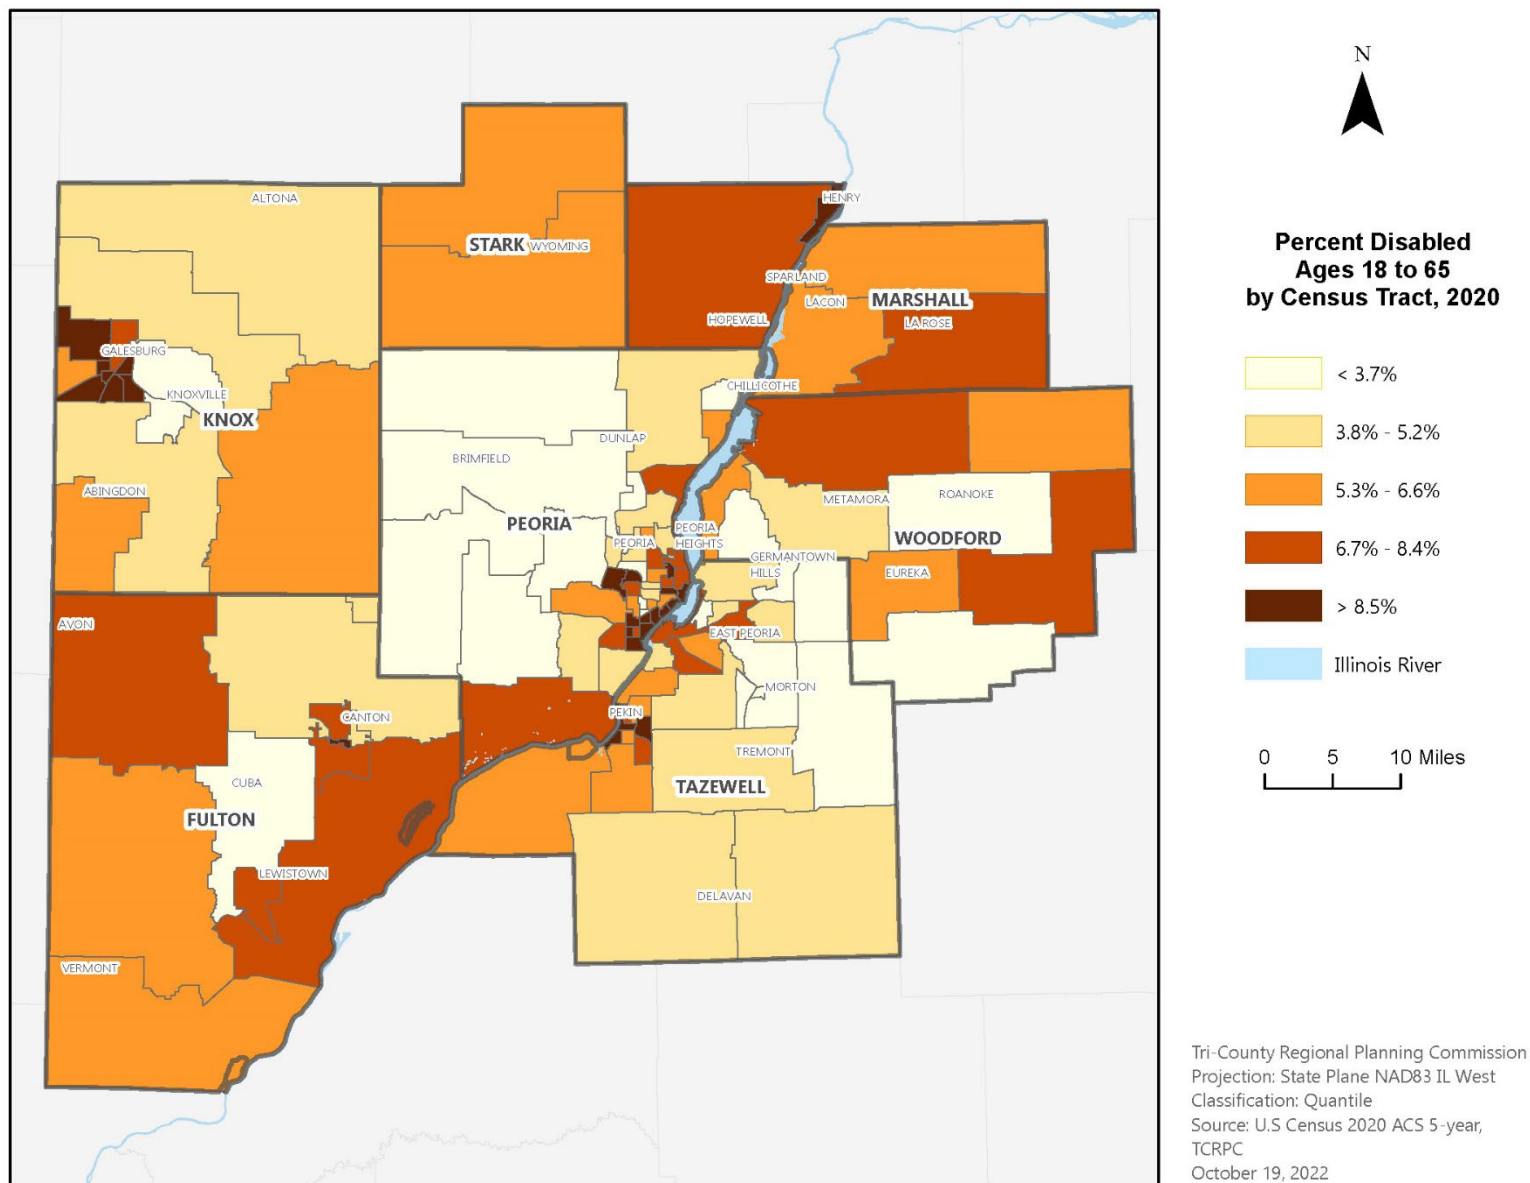 ALTONA
HENRY
STARK
WYOMING
SPARLAND
LACON
MARSHALL
HOPEWELL
LA ROSE
GALESBURG
KNOXVILLE
KNOX
CHILLICOTHE
DUNLAP
BRIMFIELD
ABINGDON
METAMORA
ROANOKE
PEORIA
PEORIA
HEIGHTS
PEORIA
WOODFORD
GERMANTOWN
HILLS
EUREKA
AVON
EAST PEORIA
MORTON
CANTON
PEKIN
TREMONT
CUBA
TAZEWELL
FULTON
LEWISTOWN
DELAVAN
VERMONT
N
Percent Disabled
Ages 18 to 65
by Census Tract, 2020
< 3.7%
3.8% - 5.2%
5.3% - 6.6%
6.7% - 8.4%
> 8.5%
Illinois River
0 5 10 Miles
Tri-County Regional Planning Commission
Projection: State Plane NAD83 IL West
Classification: Quantile
Source: U.S Census 2020 ACS 5-year,
TCRPC
October 19, 2022